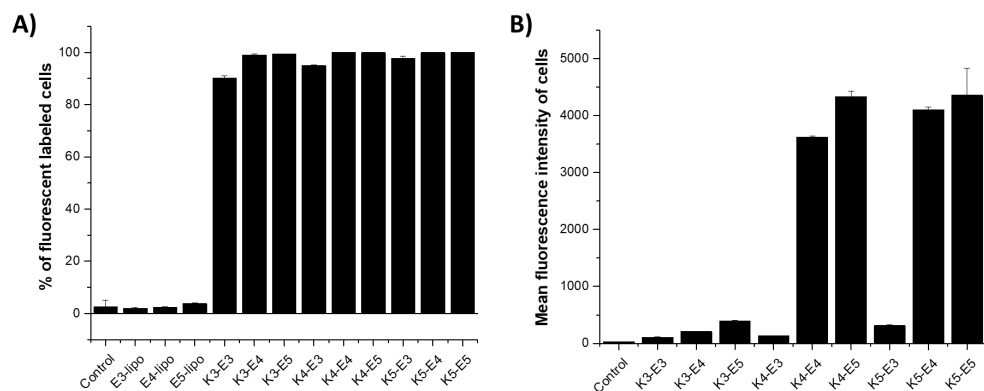 A)
% of fluorescent labeled cells
100
80
60
40
20
0
Control
E3-lipo
E4-lipo
E5-lipo
K3-E3
K3-E4
K3-E5
K4-E3
K4-E4
K4-E5
K5-E3
K5-E4
K5-E5
B)
Mean fluorescence intensity of cells
5000
4000
3000
2000
1000
0
Control
K3-E3
K3-E4
K3-E5
K4-E3
K4-E4
K4-E5
K5-E3
K5-E4
K5-E5